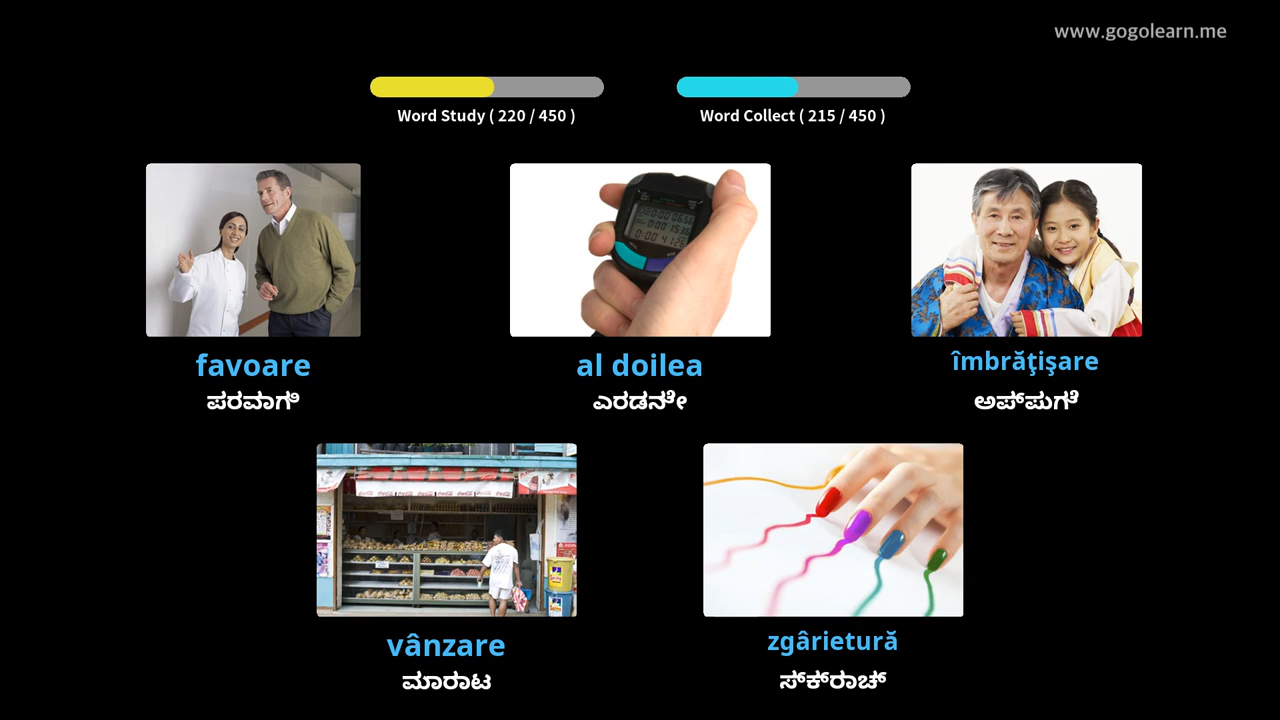 www.gogolearn.me
Word Study ( 220 / 450 )
Word Collect ( 215 / 450 )
favoare
ಪರವಾಗಿ
al doilea
ಎರಡನೇ
îmbrăţişare
ಅಪ್ಪುಗೆ
vânzare
ಮಾರಾಟ
zgârietură
ಸ್ಕ್ರಾಚ್